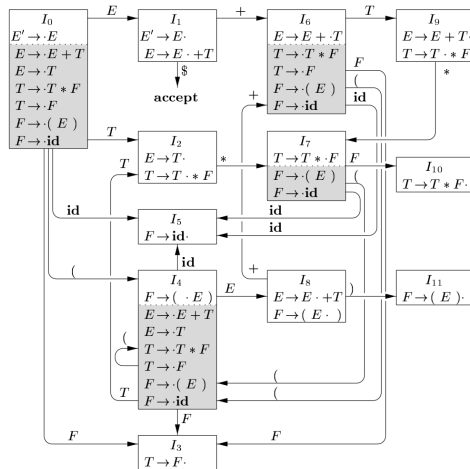 I₀
E′ → ·E
E → ·E + T
E → ·T
T → ·T * F
T → ·F
F → ·( E )
F → ·id
E
I₁
E′ → E·
E → E · +T
$
accept
+
I₆
E → E + · T
T → ·T * F
T → ·F
F → ·( E )
F → ·id
T
F
(
id
+
I₉
E → E + T·
T → T · * F
*
T
I₂
E → T·
T → T · * F
T
*
I₇
T → T * · F
F → ·( E )
F → ·id
F
(
id
I₁₀
T → T * F·
id
I₅
F → id·
id
id
(
I₄
F → ( · E )
E → ·E + T
E → ·T
T → ·T * F
T → ·F
F → ·( E )
F → ·id
(
T
E
+
I₈
E → E · +T
F → ( E · )
)
I₁₁
F → ( E )·
(
(
F
F
F
I₃
T → F·